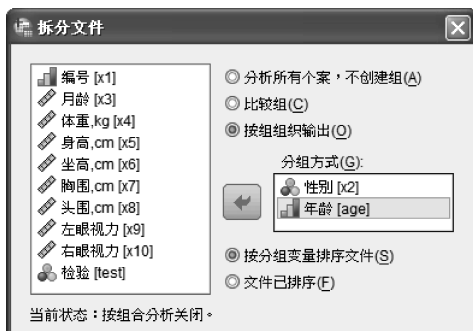 拆分文件
编号 [x1]
月龄 [x3]
体重,kg [x4]
身高,cm [x5]
坐高,cm [x6]
胸围,cm [x7]
头围,cm [x8]
左眼视力 [x9]
右眼视力 [x10]
检验 [test]
分析所有个案，不创建组(A)
比较组(C)
按组组织输出(O)
分组方式(G):
性别 [x2]
年龄 [age]
按分组变量排序文件(S)
文件已排序(F)
当前状态：按组合分析关闭。